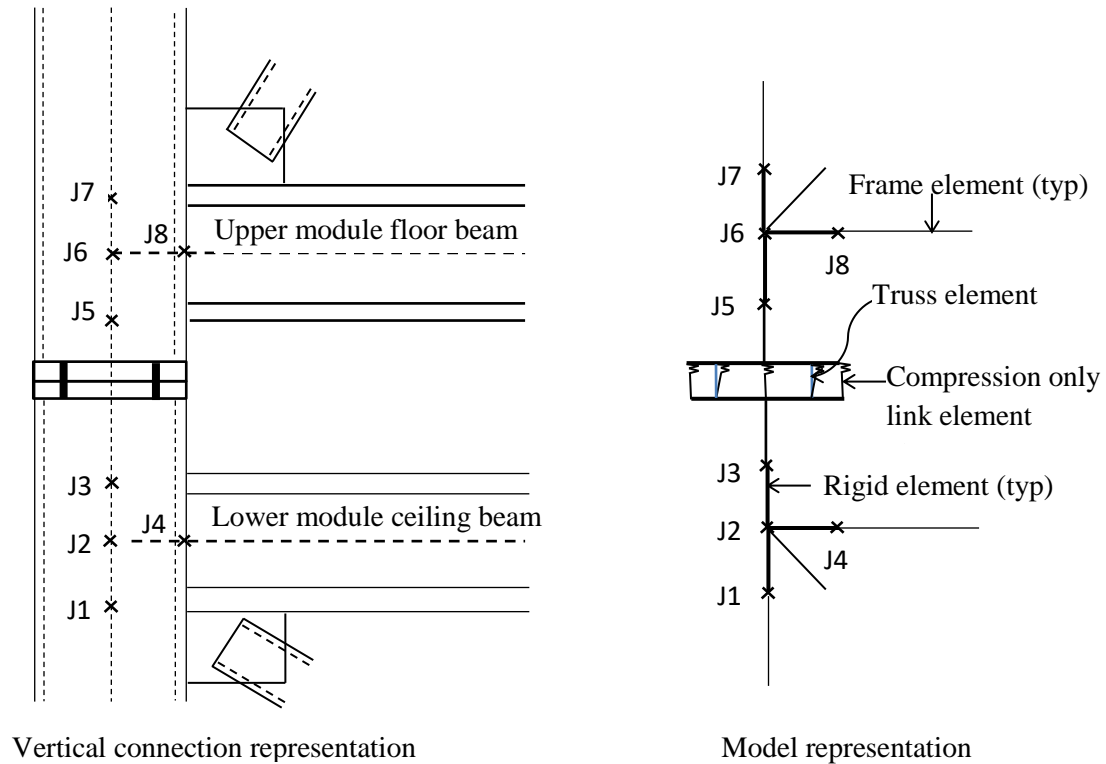 J7
J6
J8
Upper module floor beam
J5
J3
J4
Lower module ceiling beam
J2
J1
Vertical connection representation
J7
Frame element (typ)
J6
J8
Truss element
J5
Compression only
link element
J3
Rigid element (typ)
J2
J4
J1
Model representation